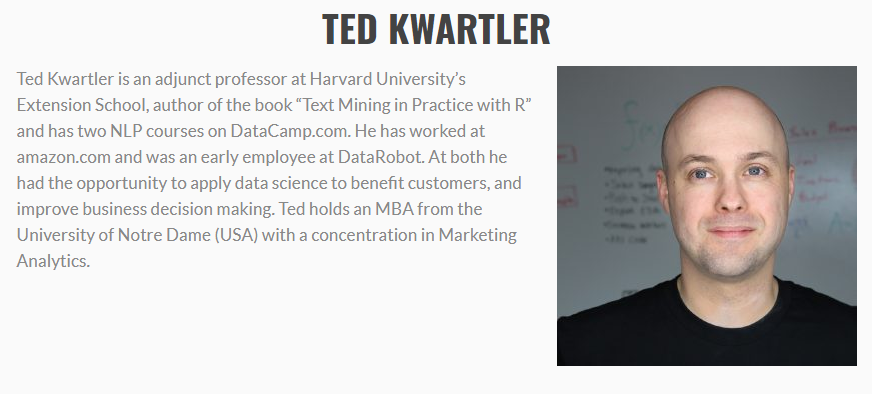 TED KWARTLER
Ted Kwartler is an adjunct professor at Harvard University’s
Extension School, author of the book “Text Mining in Practice with R”
and has two NLP courses on DataCamp.com. He has worked at
amazon.com and was an early employee at DataRobot. At both he
had the opportunity to apply data science to benefit customers, and
improve business decision making. Ted holds an MBA from the
University of Notre Dame (USA) with a concentration in Marketing
Analytics.